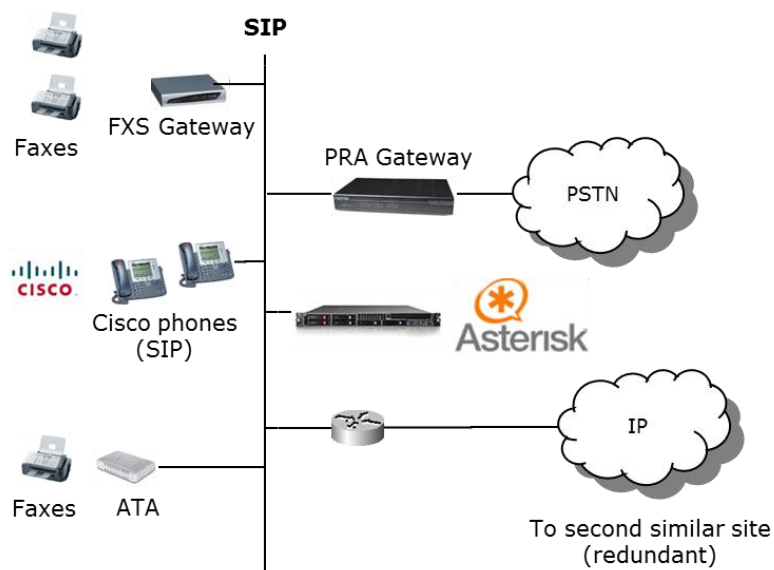 SIP
FXS Gateway
Faxes
PRA Gateway
PSTN
CISCO
Cisco phones
(SIP)
Asterisk
IP
Faxes
ATA
To second similar site
(redundant)